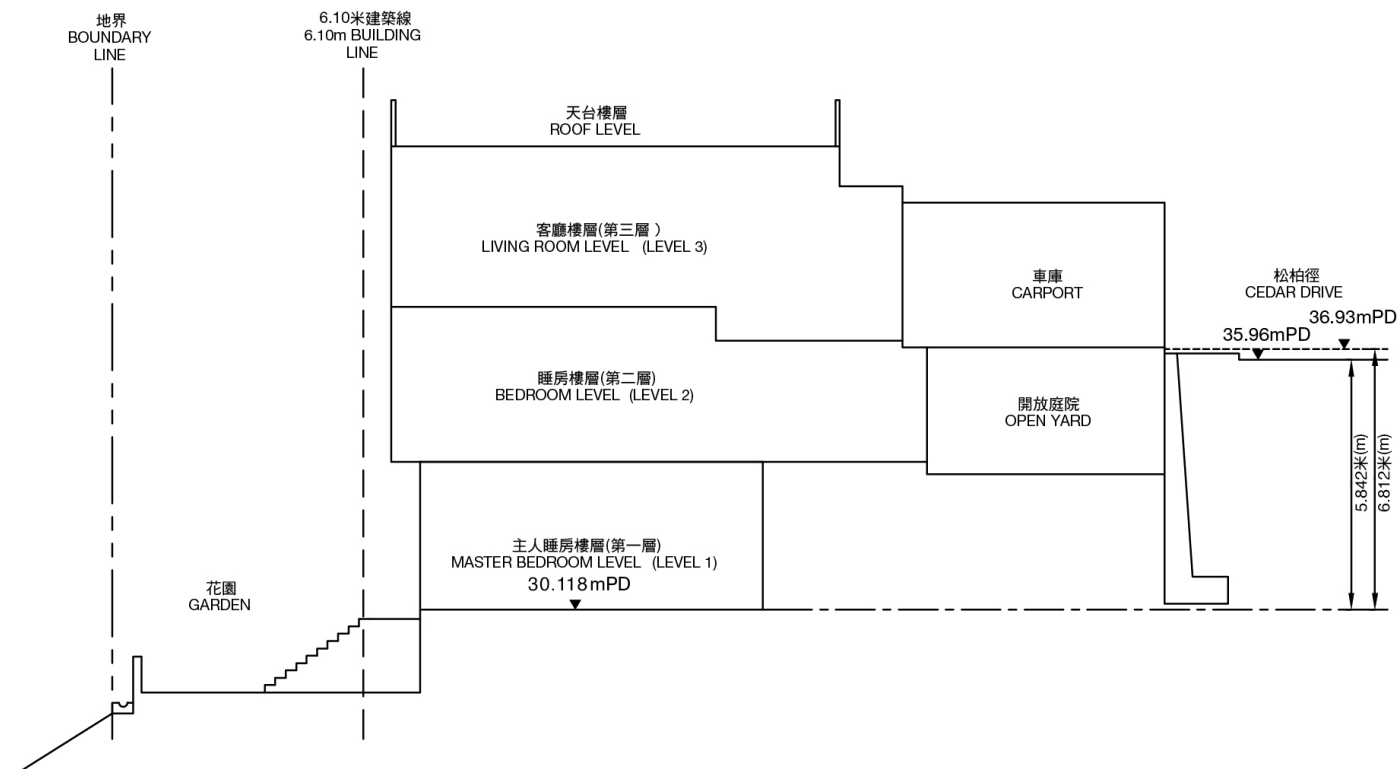 地界
BOUNDARY
LINE
6.10米建築線
6.10m BUILDING
LINE
天台樓層
ROOF LEVEL
客廳樓層(第三層 )
LIVING ROOM LEVEL (LEVEL 3)
車庫
CARPORT
松柏徑
CEDAR DRIVE
36.93mPD
35.96mPD
睡房樓層(第二層)
BEDROOM LEVEL (LEVEL 2)
開放庭院
OPEN YARD
5.842米(m)
6.812米(m)
主人睡房樓層(第一層)
MASTER BEDROOM LEVEL (LEVEL 1)
30.118mPD
花園
GARDEN